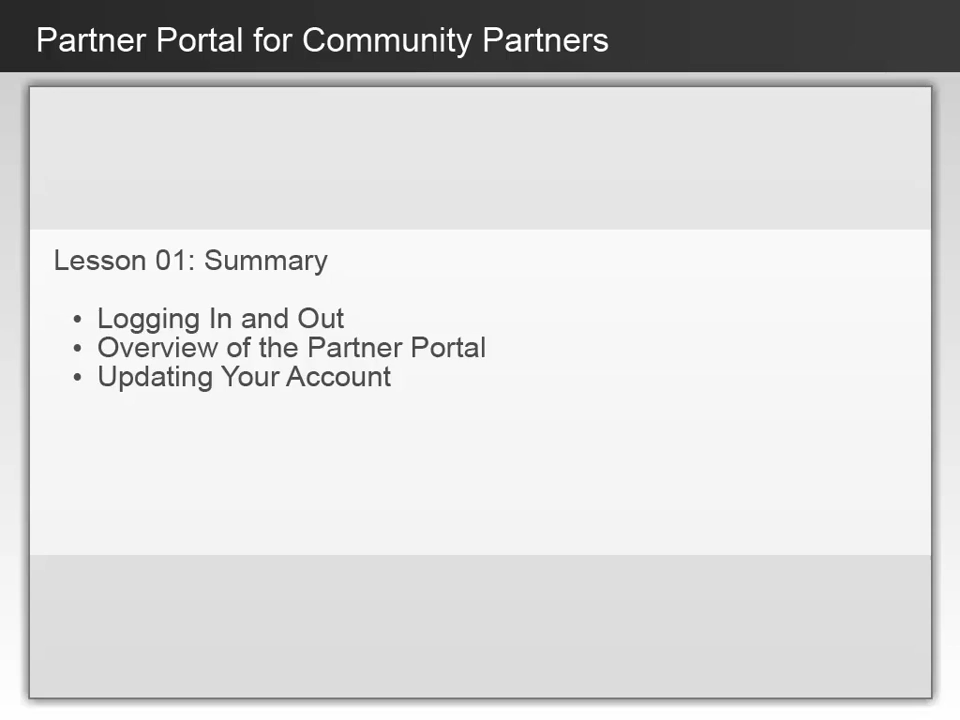 Partner Portal for Community Partners
Lesson 01: Summary
• Logging In and Out
• Overview of the Partner Portal
• Updating Your Account